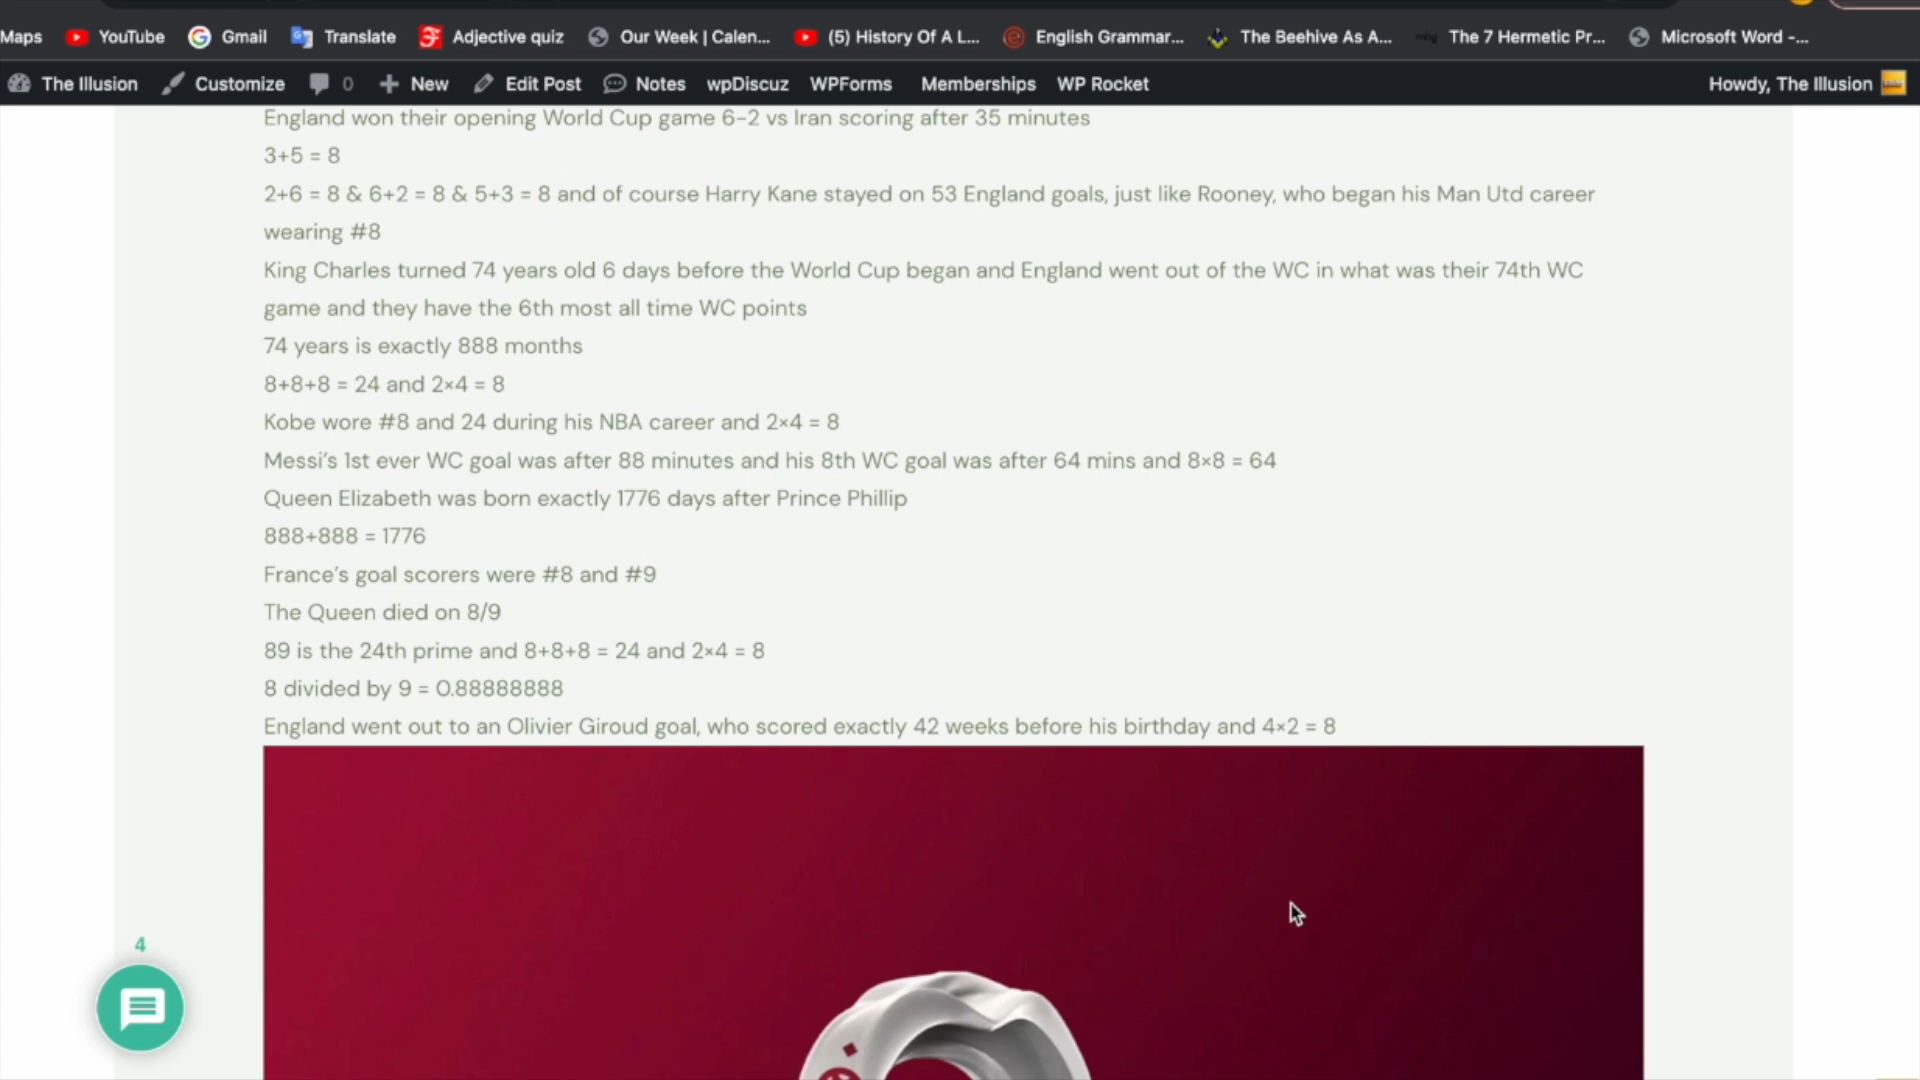 Maps YouTube Gmail Translate Adjective quiz Our Week | Calen... (5) History Of A L... English Grammar... The Beehive As A... The 7 Hermetic Pr... Microsoft Word -...
The Illusion Customize 0 New Edit Post Notes wpDiscuz WPForms Memberships WP Rocket Howdy, The Illusion
England won their opening World Cup game 6-2 vs Iran scoring after 35 minutes
3+5 = 8
2+6 = 8 & 6+2 = 8 & 5+3 = 8 and of course Harry Kane stayed on 53 England goals, just like Rooney, who began his Man Utd career
wearing #8
King Charles turned 74 years old 6 days before the World Cup began and England went out of the WC in what was their 74th WC
game and they have the 6th most all time WC points
74 years is exactly 888 months
8+8+8 = 24 and 2×4 = 8
Kobe wore #8 and 24 during his NBA career and 2×4 = 8
Messi's 1st ever WC goal was after 88 minutes and his 8th WC goal was after 64 mins and 8×8 = 64
Queen Elizabeth was born exactly 1776 days after Prince Phillip
888+888 = 1776
France's goal scorers were #8 and #9
The Queen died on 8/9
89 is the 24th prime and 8+8+8 = 24 and 2×4 = 8
8 divided by 9 = 0.88888888
England went out to an Olivier Giroud goal, who scored exactly 42 weeks before his birthday and 4×2 = 8
4